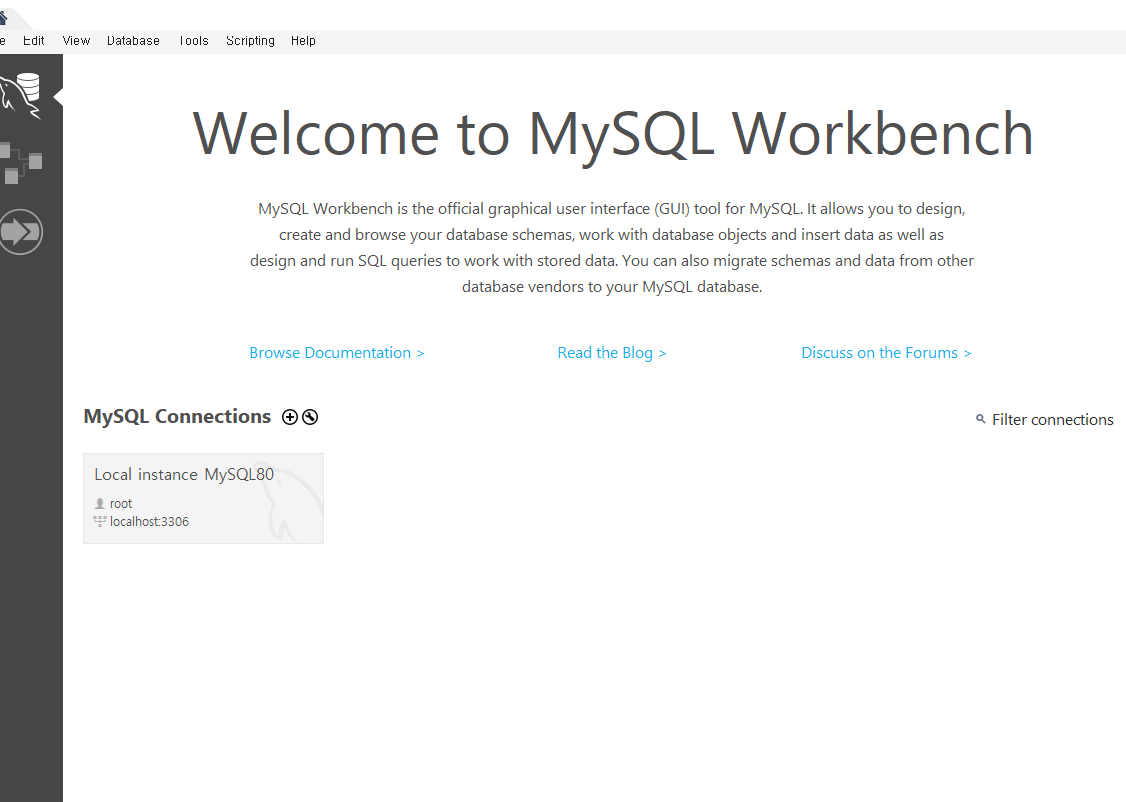 e Edit View Database Tools Scripting Help
Welcome to MySQL Workbench
MySQL Workbench is the official graphical user interface (GUI) tool for MySQL. It allows you to design,
create and browse your database schemas, work with database objects and insert data as well as
design and run SQL queries to work with stored data. You can also migrate schemas and data from other
database vendors to your MySQL database.
Browse Documentation > Read the Blog > Discuss on the Forums >
MySQL Connections Filter connections
Local instance MySQL80
root
localhost:3306